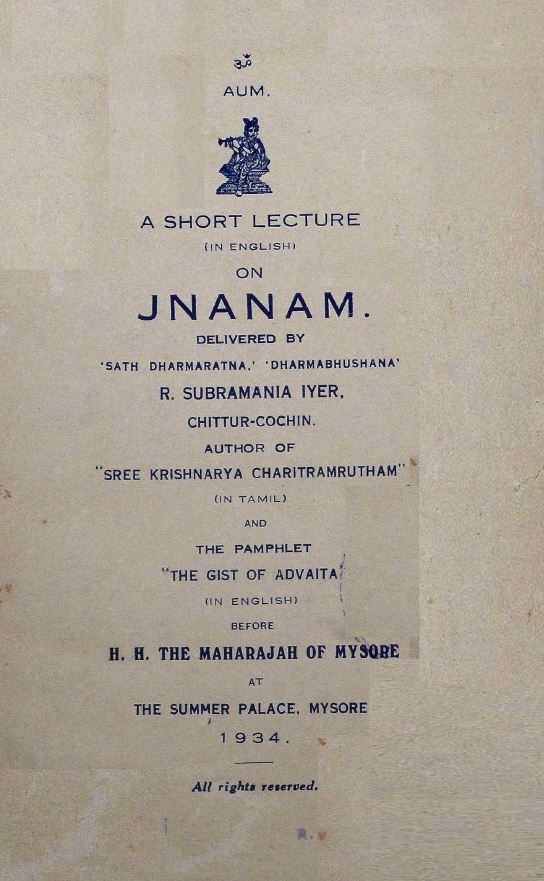 ॐ
AUM.
A SHORT LECTURE
(IN ENGLISH)
ON
JNANAM.
DELIVERED BY
'SATH DHARMARATNA,' 'DHARMABHUSHANA'
R. SUBRAMANIA IYER,
CHITTUR-COCHIN.
AUTHOR OF
"SREE KRISHNARYA CHARITRAMRUTHAM"
(IN TAMIL)
AND
THE PAMPHLET
"THE GIST OF ADVAITA
(IN ENGLISH)
BEFORE
H. H. THE MAHARAJAH OF MYSORE
AT
THE SUMMER PALACE, MYSORE
1934.
All rights reserved.